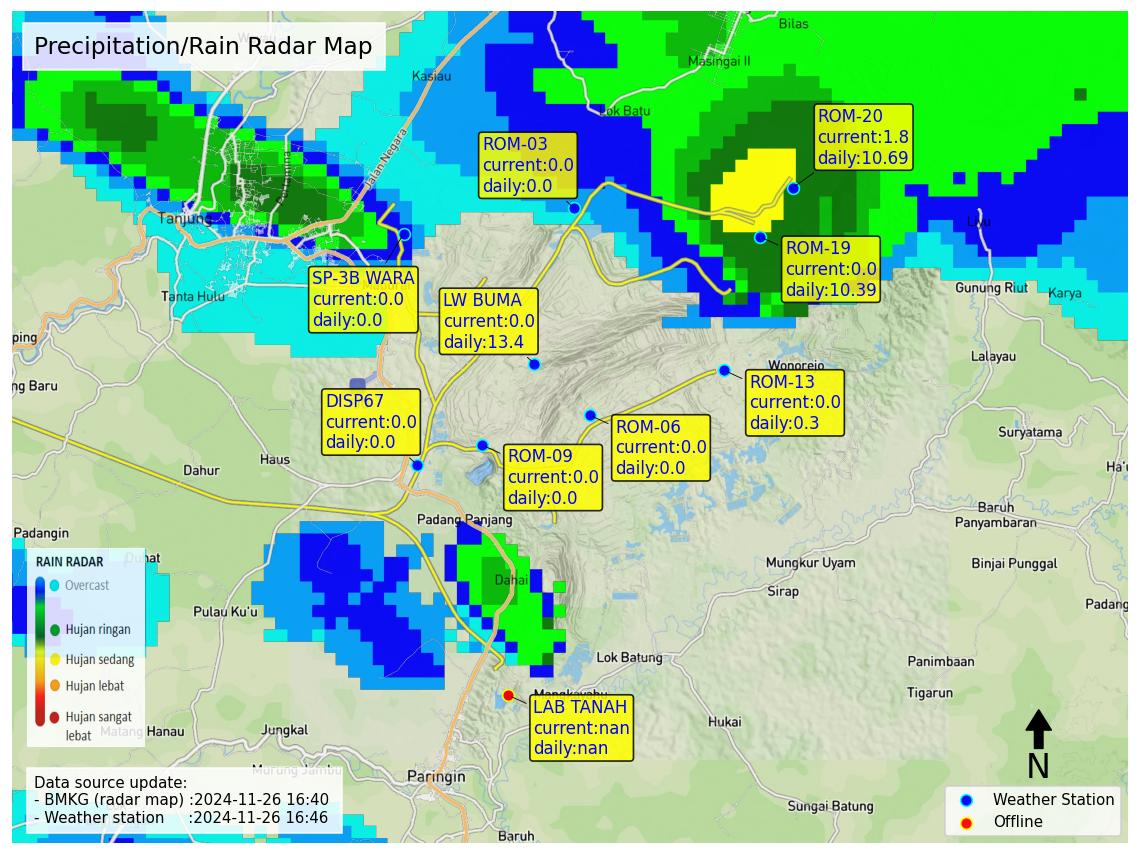 Precipitation/Rain Radar Map
Bilas
Masingai II
Kasiau
Lok Batu
ROM-20
current:1.8
daily:10.69
ROM-03
current:0.0
daily:0.0
Jalan Negara
Tanjung
Liyu
ROM-19
current:0.0
daily:10.39
SP-3B WARA
current:0.0
daily:0.0
Tanta Hulu
LW BUMA
current:0.0
daily:13.4
Gunung Riut
Karya
ping
Lalayau
Wonorejo
ng Baru
ROM-13
current:0.0
daily:0.3
DISP67
current:0.0
daily:0.0
ROM-06
current:0.0
daily:0.0
Suryatama
Haus
Dahur
ROM-09
current:0.0
daily:0.0
Ha'u
Baruh
Panyambaran
Padang Panjang
Padangin
RAIN RADAR
Overcast
Hujan ringan
Hujan sedang
Hujan lebat
Hujan sangat
lebat
Dahai
Mungkur Uyam
Binjai Punggal
Sirap
Padang
Pulau Ku'u
Lok Batung
Panimbaan
Tigarun
Mangkayahu
LAB TANAH
current:nan
daily:nan
Hukai
Matang Hanau
Jungkal
Murung Jambu
Paringin
Sungai Batung
Baruh
Data source update:
- BMKG (radar map) :2024-11-26 16:40
- Weather station :2024-11-26 16:46
N
Weather Station
Offline